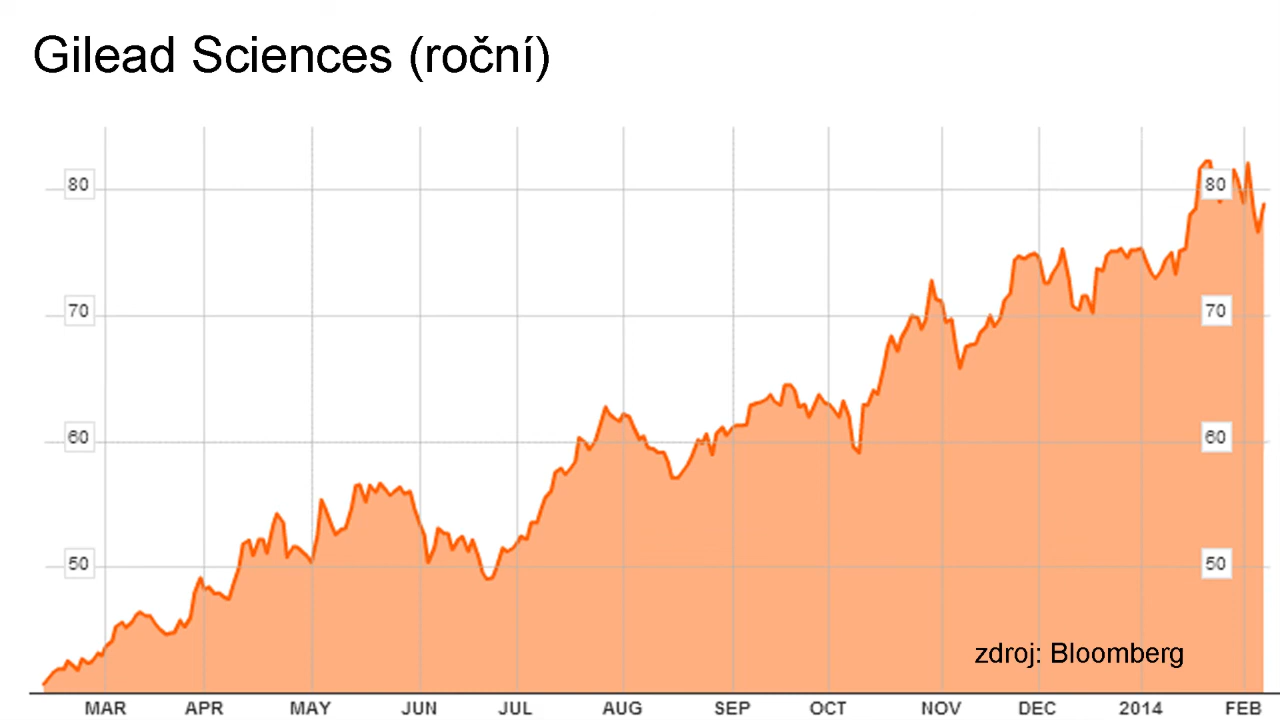 Gilead Sciences (roční)
80 80
70 70
60 60
50 50
zdroj: Bloomberg
MAR APR MAY JUN JUL AUG SEP OCT NOV DEC 2014 FEB